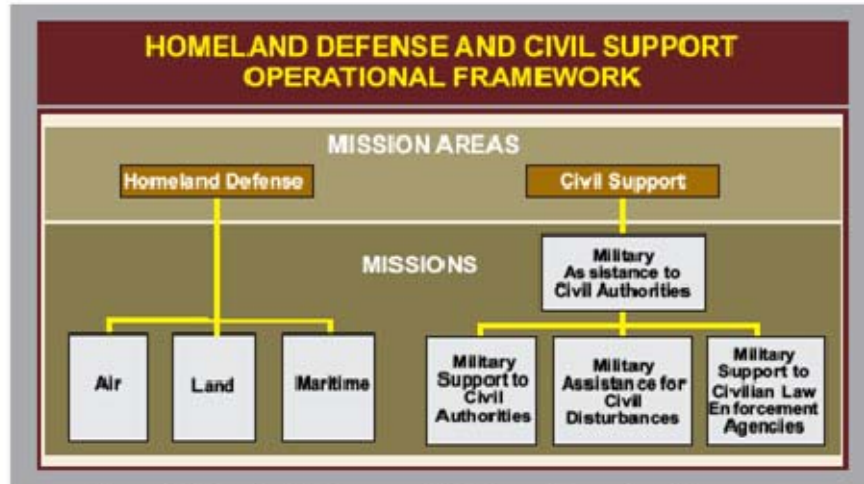 HOMELAND DEFENSE AND CIVIL SUPPORT
OPERATIONAL FRAMEWORK
MISSION AREAS
Homeland Defense
Civil Support
MISSIONS
Military
Assistance to
Civil Authorities
Air
Land
Maritime
Military
Support to
Civil
Authorities
Military
Assistance for
Civil
Disturbances
Military
Support to
Civilian Law
Enforcement
Agencies